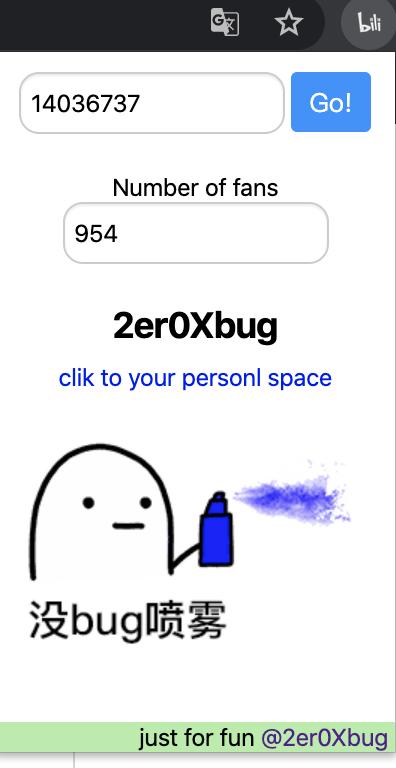 bili
14036737 Go!
Number of fans
954
2er0Xbug
clik to your personl space
没bug喷雾
just for fun @2er0Xbug